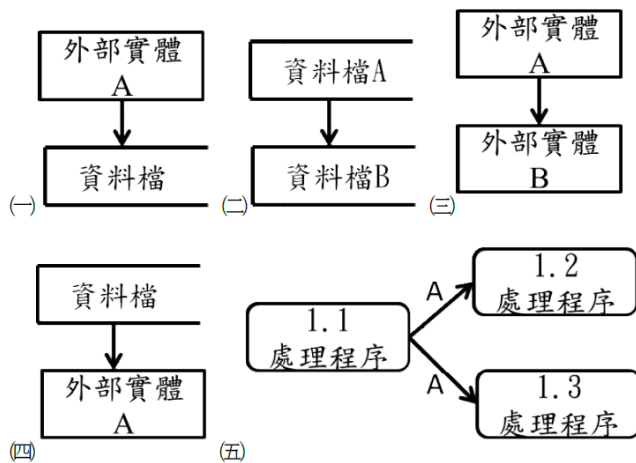 外部實體
A
資料檔
㈠
資料檔A
資料檔B
㈡
外部實體
A
外部實體
B
㈢
資料檔
外部實體
A
㈣
1.1
處理程序
A
1.2
處理程序
A
1.3
處理程序
㈤